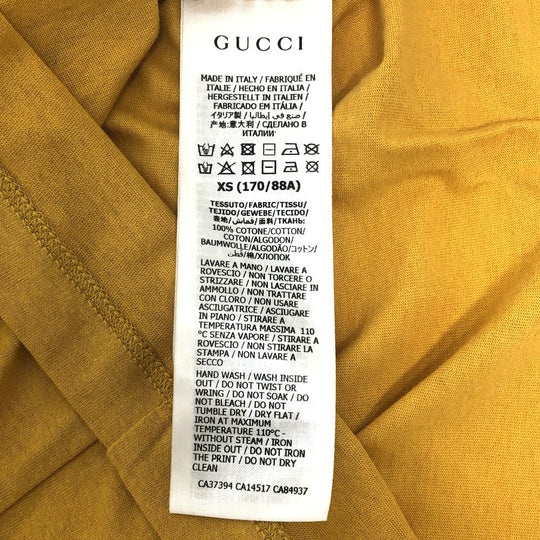 GUCCI
MADE IN ITALY / FABRIQUÉ EN
ITALIE / HECHO EN ITALIA /
HERGESTELLT IN ITALIEN /
FABRICADO EM ITÁLIA /
イタリア製 / صنع في إيطاليا /
产地:意大利 / СДЕЛАНО В
ИТАЛИИ
XS (170/88A)
TESSUTO/FABRIC/TISSU/
TEJIDO/GEWEBE/TECIDO/
表地/قماش/面料/ТКАНЬ:
100% COTONE/COTTON/
COTON/ALGODON/
BAUMWOLLE/ALGODÃO/コットン/
قطن/棉/ХЛОПОК
LAVARE A MANO / LAVARE A
ROVESCIO / NON TORCERE O
STRIZZARE / NON LASCIARE IN
AMMOLLO / NON TRATTARE
CON CLORO / NON USARE
ASCIUGATRICE / ASCIUGARE
IN PIANO / STIRARE A
TEMPERATURA MASSIMA 110
°C SENZA VAPORE / STIRARE A
ROVESCIO / NON STIRARE LA
STAMPA / NON LAVARE A
SECCO
HAND WASH / WASH INSIDE
OUT / DO NOT TWIST OR
WRING / DO NOT SOAK / DO
NOT BLEACH / DO NOT
TUMBLE DRY / DRY FLAT /
IRON AT MAXIMUM
TEMPERATURE 110°C -
WITHOUT STEAM / IRON
INSIDE OUT / DO NOT IRON
THE PRINT / DO NOT DRY
CLEAN
CA37394 CA14517 CA84937